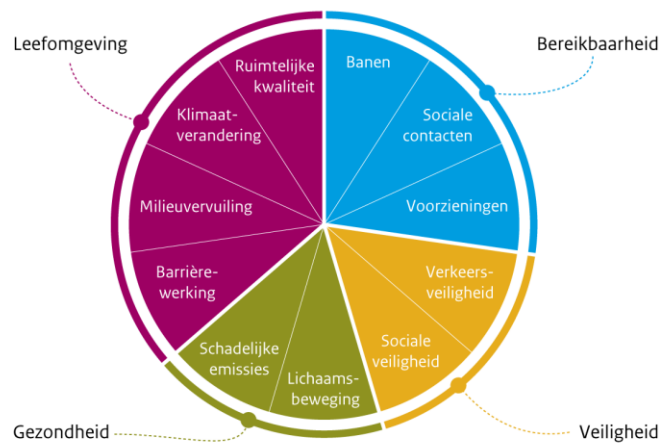 Leefomgeving
Bereikbaarheid
Ruimtelijke
kwaliteit
Banen
Klimaat-
verandering
Sociale
contacten
Milieuvervuiling
Voorzieningen
Barrière-
werking
Verkeers-
veiligheid
Schadelijke
emissies
Lichaams-
beweging
Sociale
veiligheid
Gezondheid
Veiligheid